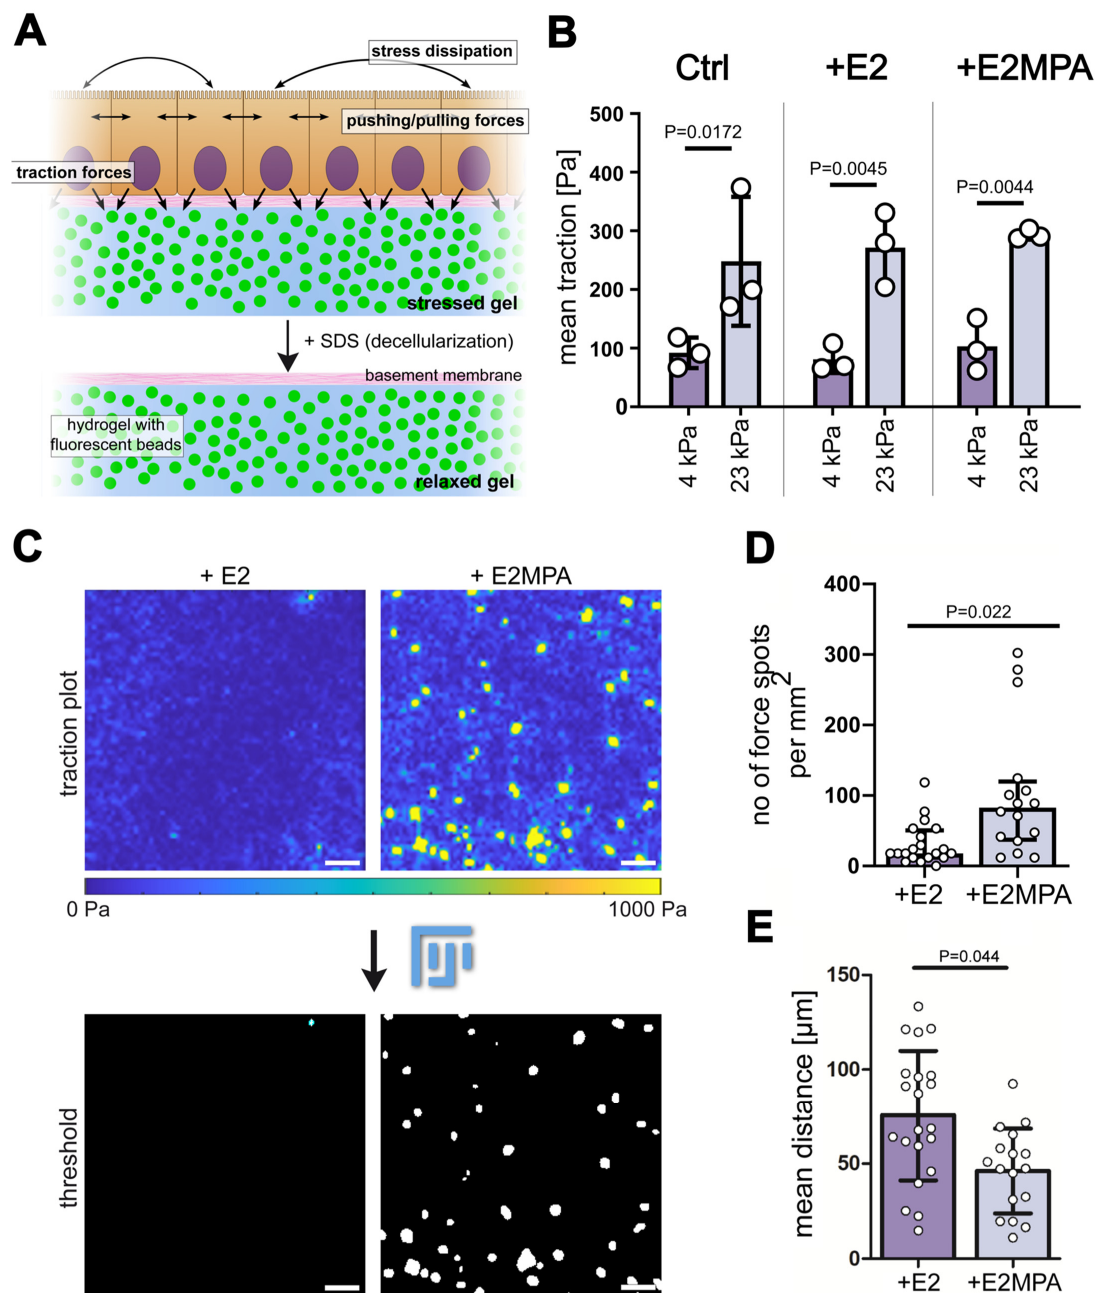 A
stress dissipation
pushing/pulling forces
traction forces
stressed gel
+ SDS (decellularization)
basement membrane
hydrogel with
fluorescent beads
relaxed gel
B
Ctrl
+E2
+E2MPA
mean traction [Pa]
500
400
300
200
100
0
P=0.0172
P=0.0045
P=0.0044
4 kPa
23 kPa
4 kPa
23 kPa
4 kPa
23 kPa
C
+ E2
+ E2MPA
traction plot
0 Pa
1000 Pa
threshold
D
no of force spots
per mm2
400
300
200
100
0
P=0.022
+E2
+E2MPA
E
mean distance [µm]
150
100
50
0
P=0.044
+E2
+E2MPA